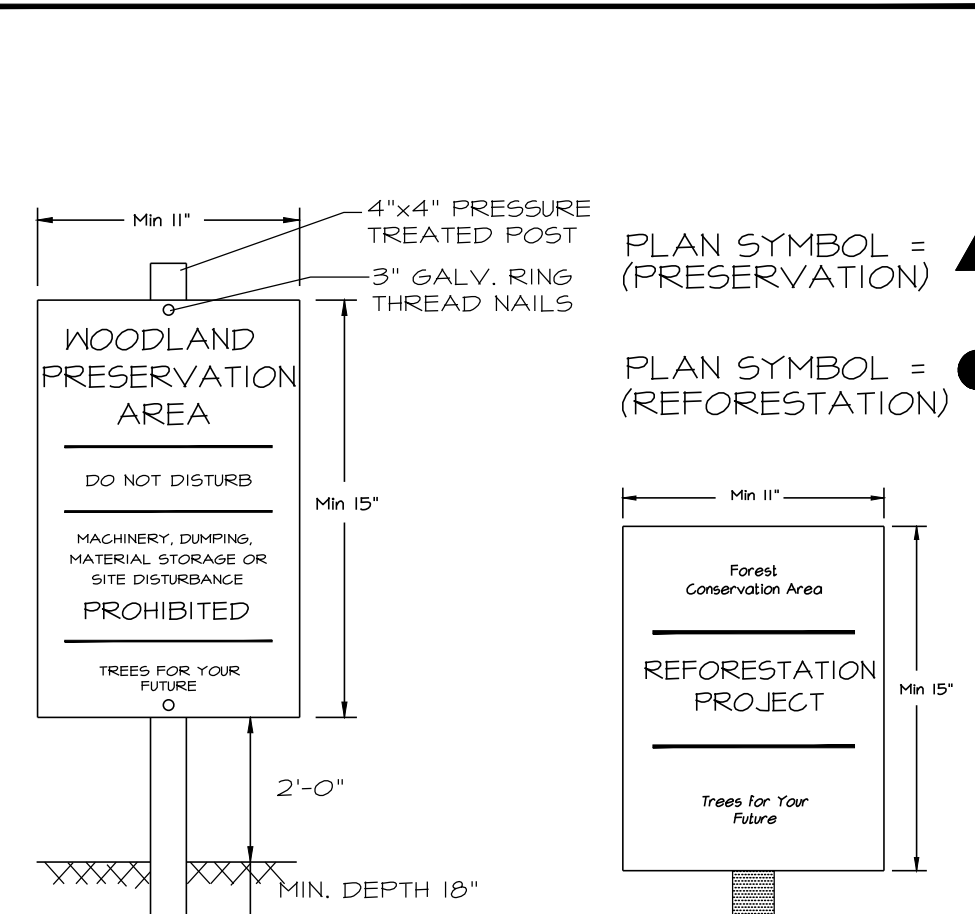 Min 11"
4"x4" PRESSURE
TREATED POST
3" GALV. RING
THREAD NAILS
WOODLAND
PRESERVATION
AREA
DO NOT DISTURB
MACHINERY, DUMPING,
MATERIAL STORAGE OR
SITE DISTURBANCE
PROHIBITED
TREES FOR YOUR
FUTURE
Min 15"
2'-0"
MIN. DEPTH 18"
PLAN SYMBOL =
(PRESERVATION)
PLAN SYMBOL =
(REFORESTATION)
Min 11"
Forest
Conservation Area
REFORESTATION
PROJECT
Trees for Your
Future
Min 15"